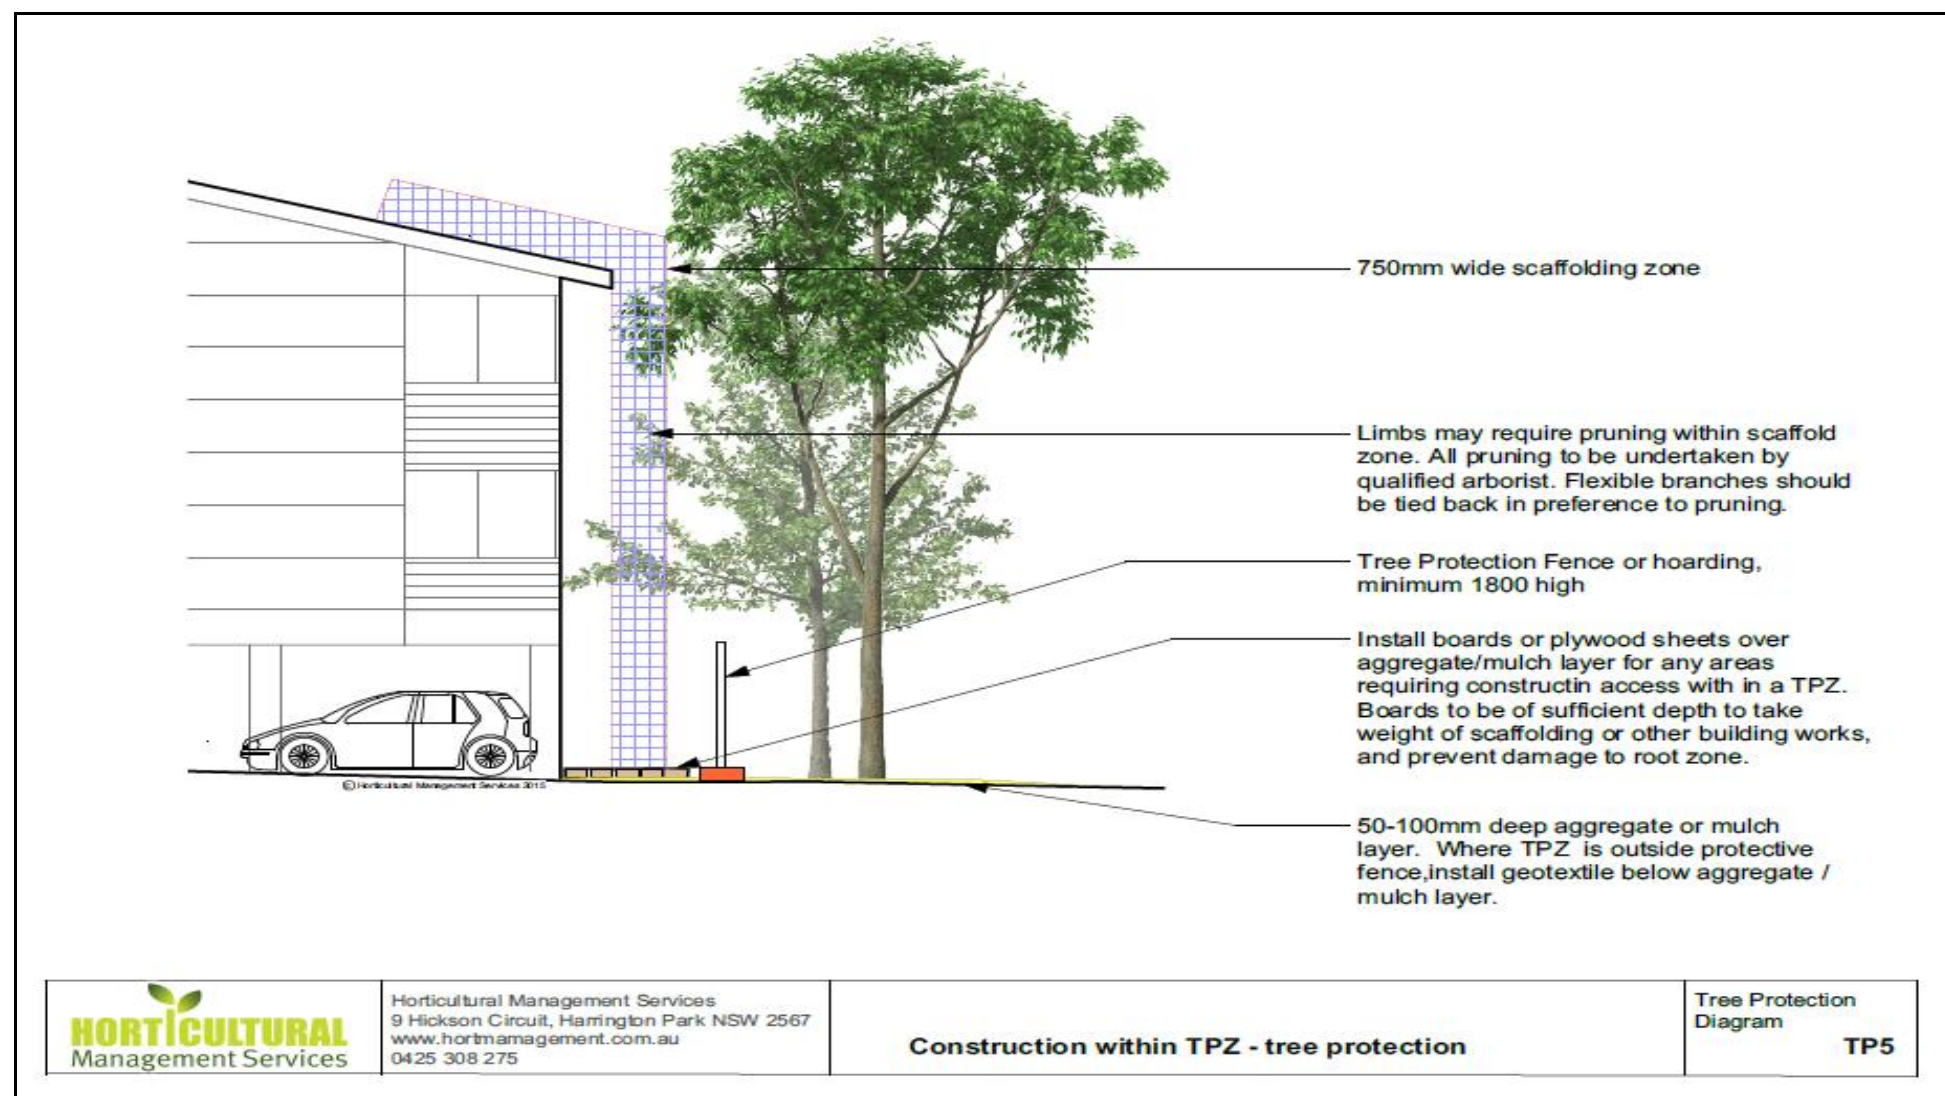 750mm wide scaffolding zone
Limbs may require pruning within scaffold
zone. All pruning to be undertaken by
qualified arborist. Flexible branches should
be tied back in preference to pruning.
Tree Protection Fence or hoarding,
minimum 1800 high
Install boards or plywood sheets over
aggregate/mulch layer for any areas
requiring constructin access with in a TPZ.
Boards to be of sufficient depth to take
weight of scaffolding or other building works,
and prevent damage to root zone.
© Horticultural Management Services 2015
50-100mm deep aggregate or mulch
layer. Where TPZ is outside protective
fence,install geotextile below aggregate /
mulch layer.
HORTICULTURAL
Management Services
Horticultural Management Services
9 Hickson Circuit, Harrington Park NSW 2567
www.hortmamagement.com.au
0425 308 275
Construction within TPZ - tree protection
Tree Protection
Diagram
TP5